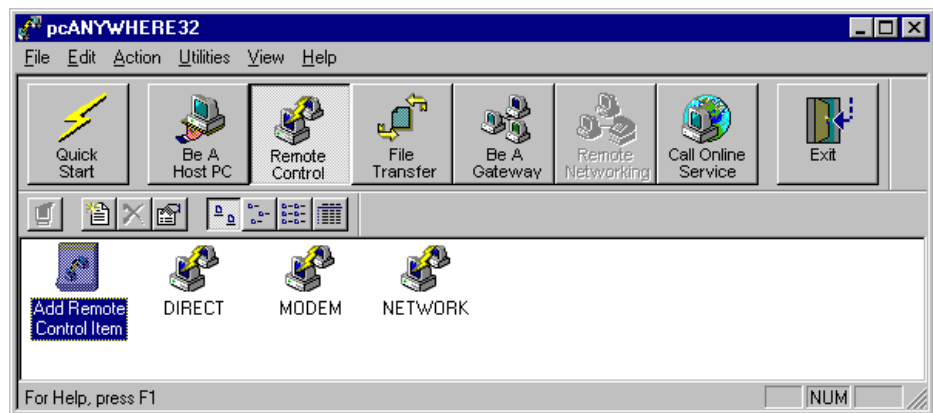 pcANYWHERE32
File Edit Action Utilities View Help
Quick Start
Be A Host PC
Remote Control
File Transfer
Be A Gateway
Remote Networking
Call Online Service
Exit
Add Remote Control Item
DIRECT
MODEM
NETWORK
For Help, press F1
NUM